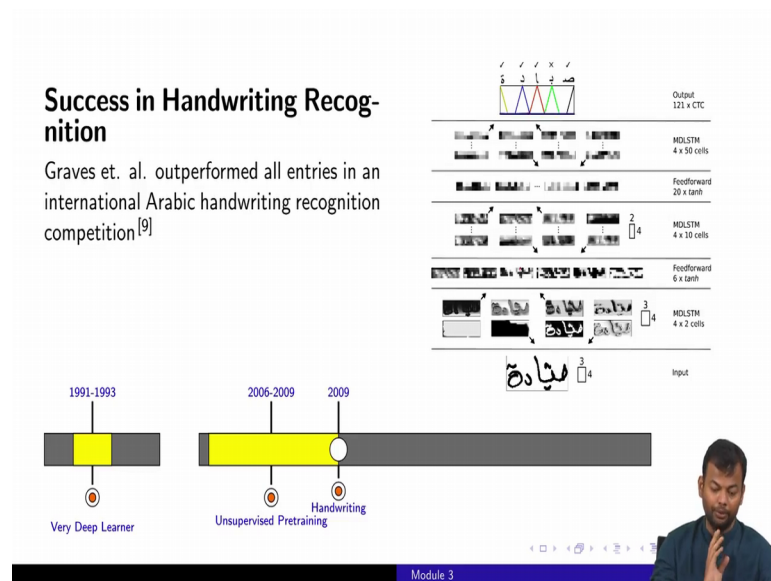 Success in Handwriting Recog-
nition
Graves et. al. outperformed all entries in an
international Arabic handwriting recognition
competition[9]
✓ ✓ ✓ × ✓
ة د ا ب صـ
Output
121 x CTC
MDLSTM
4 x 50 cells
Feedforward
20 x tanh
MDLSTM
4 x 10 cells
2
4
Feedforward
6 x tanh
MDLSTM
4 x 2 cells
3
4
Input
3
4
1991-1993
2006-2009
2009
Very Deep Learner
Unsupervised Pretraining
Handwriting
Module 3